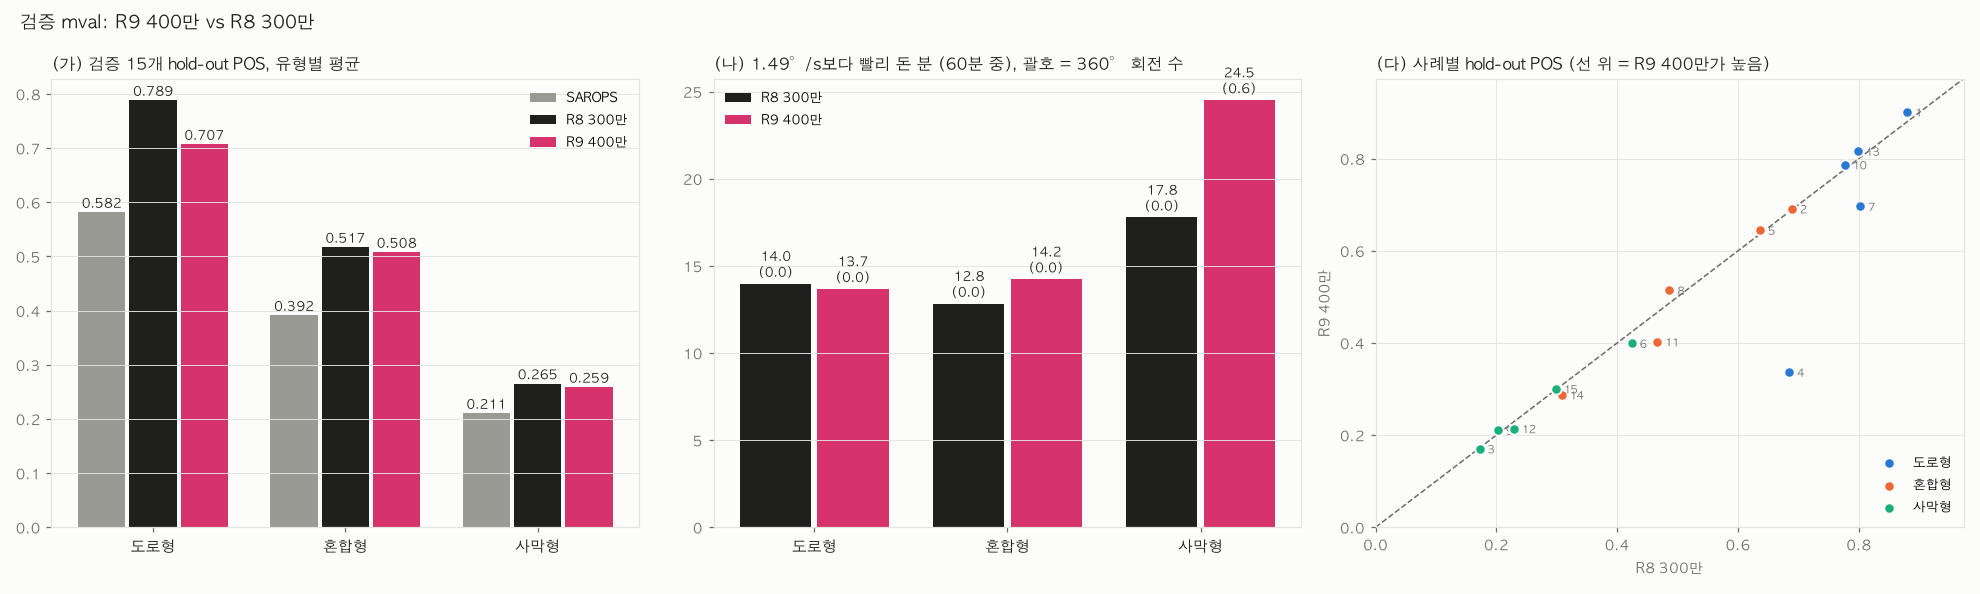 검증 mval: R9 400만 vs R8 300만
(가) 검증 15개 hold-out POS, 유형별 평균
0.8
0.7
0.6
0.5
0.4
0.3
0.2
0.1
0.0
0.582
0.789
0.707
0.392
0.517
0.508
0.211
0.265
0.259
SAROPS
R8 300만
R9 400만
도로형
혼합형
사막형
(나) 1.49°/s보다 빨리 돈 분 (60분 중), 괄호 = 360° 회전 수
25
20
15
10
5
0
R8 300만
R9 400만
14.0
(0.0)
13.7
(0.0)
12.8
(0.0)
14.2
(0.0)
17.8
(0.0)
24.5
(0.6)
도로형
혼합형
사막형
(다) 사례별 hold-out POS (선 위 = R9 400만가 높음)
R9 400만
0.8
0.6
0.4
0.2
0.0
13
10
7
2
5
8
11
6
4
15
14
12
3
도로형
혼합형
사막형
0.0
0.2
0.4
0.6
0.8
R8 300만